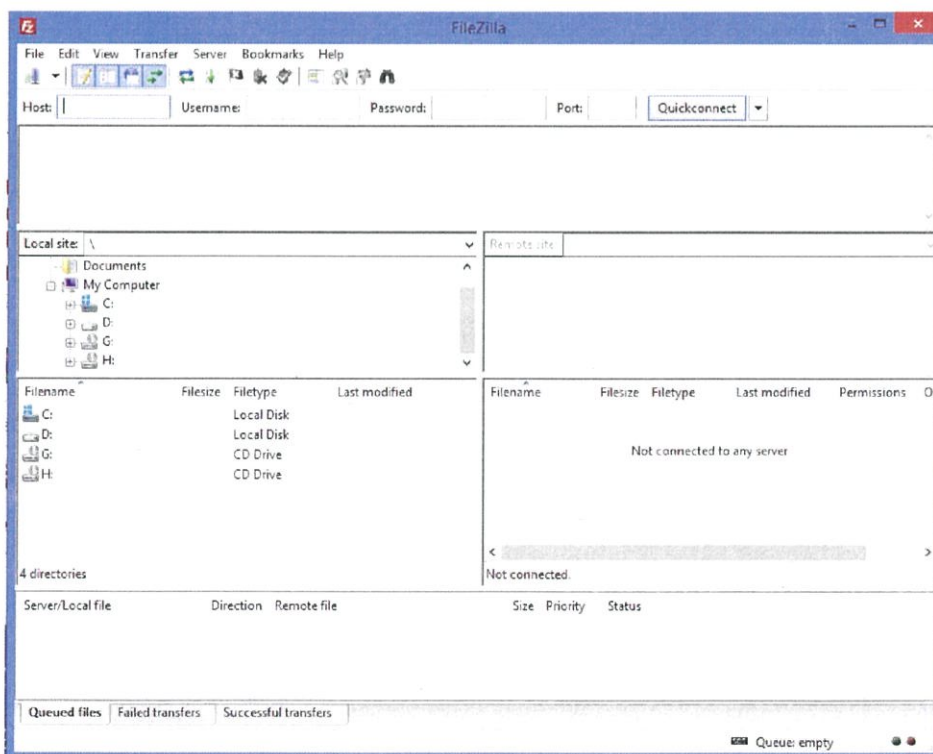 Fz FileZilla
File Edit View Transfer Server Bookmarks Help
Host: Username: Password: Port: Quickconnect
Local site: \
Documents
My Computer
C:
D:
G:
H:
Remote site:
Filename Filesize Filetype Last modified
C: Local Disk
D: Local Disk
G: CD Drive
H: CD Drive
4 directories
Filename Filesize Filetype Last modified Permissions O
Not connected to any server
Not connected.
Server/Local file Direction Remote file Size Priority Status
Queued files Failed transfers Successful transfers
Queue: empty